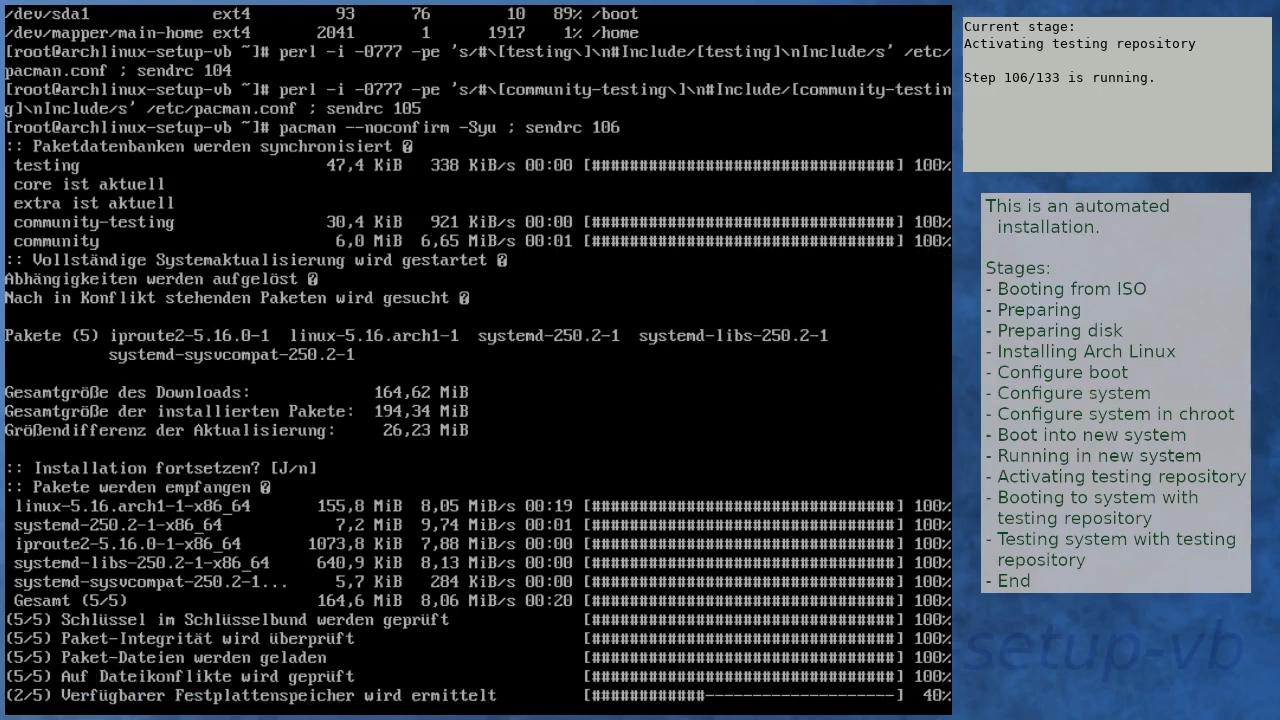 /dev/sda1 ext4 93 76 10 89% /boot
/dev/mapper/main-home ext4 2041 1 1917 1% /home
[root@archlinux-setup-vb ~]# perl -i -0777 -pe 's/#\[testing\]\n#Include/[testing]\nInclude/s' /etc/
pacman.conf ; sendrc 104
[root@archlinux-setup-vb ~]# perl -i -0777 -pe 's/#\[community-testing\]\n#Include/[community-testin
g]\nInclude/s' /etc/pacman.conf ; sendrc 105
[root@archlinux-setup-vb ~]# pacman --noconfirm -Syu ; sendrc 106
:: Paketdatenbanken werden synchronisiert �
testing 47,4 KiB 338 KiB/s 00:00 [################################] 100%
core ist aktuell
extra ist aktuell
community-testing 30,4 KiB 921 KiB/s 00:00 [################################] 100%
community 6,0 MiB 6,65 MiB/s 00:01 [################################] 100%
:: Vollständige Systemaktualisierung wird gestartet �
Abhängigkeiten werden aufgelöst �
Nach in Konflikt stehenden Paketen wird gesucht �
Pakete (5) iproute2-5.16.0-1 linux-5.16.arch1-1 systemd-250.2-1 systemd-libs-250.2-1
systemd-sysvcompat-250.2-1
Gesamtgröße des Downloads: 164,62 MiB
Gesamtgröße der installierten Pakete: 194,34 MiB
Größendifferenz der Aktualisierung: 26,23 MiB
:: Installation fortsetzen? [J/n]
:: Pakete werden empfangen �
linux-5.16.arch1-1-x86_64 155,8 MiB 8,05 MiB/s 00:19 [################################] 100%
systemd-250.2-1-x86_64 7,2 MiB 9,74 MiB/s 00:01 [################################] 100%
iproute2-5.16.0-1-x86_64 1073,8 KiB 7,88 MiB/s 00:00 [################################] 100%
systemd-libs-250.2-1-x86_64 640,9 KiB 8,13 MiB/s 00:00 [################################] 100%
systemd-sysvcompat-250.2-1... 5,7 KiB 284 KiB/s 00:00 [################################] 100%
Gesamt (5/5) 164,6 MiB 8,06 MiB/s 00:20 [################################] 100%
(5/5) Schlüssel im Schlüsselbund werden geprüft [################################] 100%
(5/5) Paket-Integrität wird überprüft [################################] 100%
(5/5) Paket-Dateien werden geladen [################################] 100%
(5/5) Auf Dateikonflikte wird geprüft [################################] 100%
(2/5) Verfügbarer Festplattenspeicher wird ermittelt [############--------------------] 40%
Current stage:
Activating testing repository
Step 106/133 is running.
This is an automated
installation.
Stages:
- Booting from ISO
- Preparing
- Preparing disk
- Installing Arch Linux
- Configure boot
- Configure system
- Configure system in chroot
- Boot into new system
- Running in new system
- Activating testing repository
- Booting to system with
testing repository
- Testing system with testing
repository
- End
setup-vb